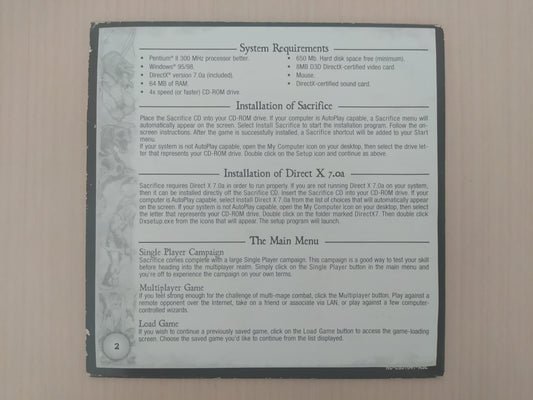 System Requirements
• Pentium® II 300 MHz processor better.
• Windows® 95/98.
• DirectX® version 7.0a (included).
• 64 MB of RAM.
• 4x speed (or faster) CD-ROM drive.
• 650 Mb. Hard disk space free (minimum).
• 8MB D3D DirectX-certified video card.
• Mouse.
• DirectX-certified sound card.
Installation of Sacrifice
Place the Sacrifice CD into your CD-ROM drive. If your computer is AutoPlay capable, a Sacrifice menu will
automatically appear on the screen. Select Install Sacrifice to start the installation program. Follow the on-
screen instructions. After the game is successfully installed, a Sacrifice shortcut will be added to your Start
menu.
If your system is not AutoPlay capable, open the My Computer icon on your desktop, then select the drive let-
ter that represents your CD-ROM drive. Double click on the Setup icon and continue as above.
Installation of Direct X 7.0a
Sacrifice requires Direct X 7.0a in order to run properly. If you are not running Direct X 7.0a on your system,
then it can be installed directly off the Sacrifice CD. Insert the Sacrifice CD into your CD-ROM drive. If your
computer is AutoPlay capable, select Install Direct X 7.0a from the list of choices that will automatically appear
on the screen. If your system is not AutoPlay capable, open the My Computer icon on your desktop, then select
the letter that represents your CD-ROM drive. Double click on the folder marked DirectX7. Then double click
Dxsetup.exe from the icons that will appear. The setup program will launch.
The Main Menu
Single Player Campaign
Sacrifice comes complete with a large Single Player campaign. This campaign is a good way to test your skill
before heading into the multiplayer realm. Simply click on the Single Player button in the main menu and
you're off to experience the campaign on your own terms.
Multiplayer Game
If you feel strong enough for the challenge of multi-mage combat, click the Multiplayer button. Play against a
remote opponent over the Internet, take on a friend or associate via LAN, or play against a few computer-
controlled wizards.
Load Game
If you wish to continue a previously saved game, click on the Load Game button to access the game-loading
screen. Choose the saved game you'd like to continue from the list displayed.
2